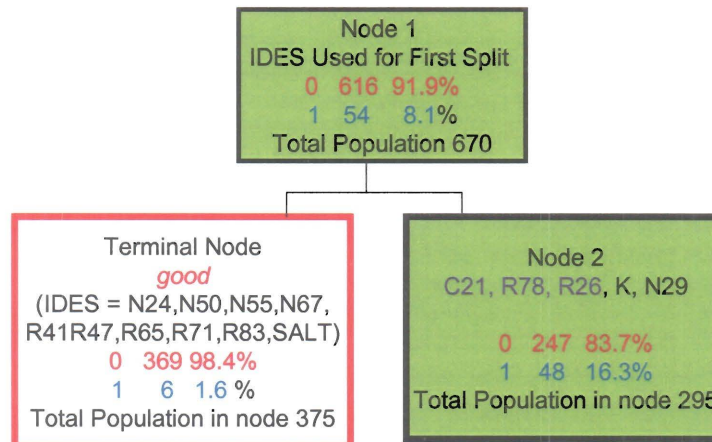 Node 1
IDES Used for First Split
0 616 91.9%
1 54 8.1%
Total Population 670
Terminal Node
good
(IDES = N24,N50,N55,N67,
R41R47,R65,R71,R83,SALT)
0 369 98.4%
1 6 1.6 %
Total Population in node 375
Node 2
C21, R78, R26, K, N29
0 247 83.7%
1 48 16.3%
Total Population in node 295